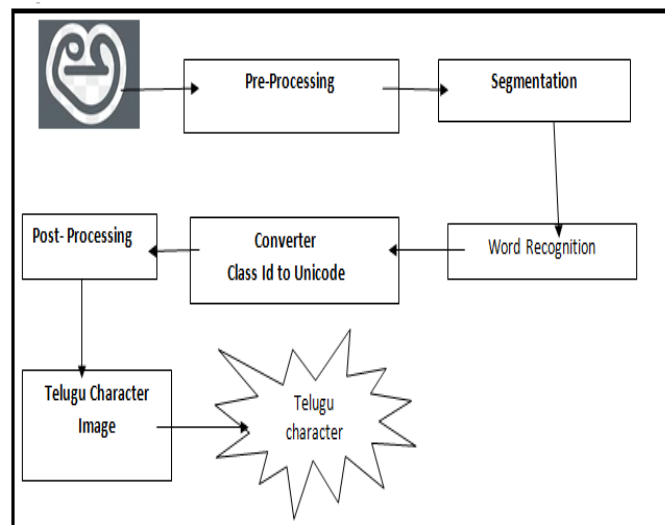 Pre-Processing
Segmentation
Word Recognition
Converter
Class Id to Unicode
Post- Processing
Telugu Character
Image
Telugu
character